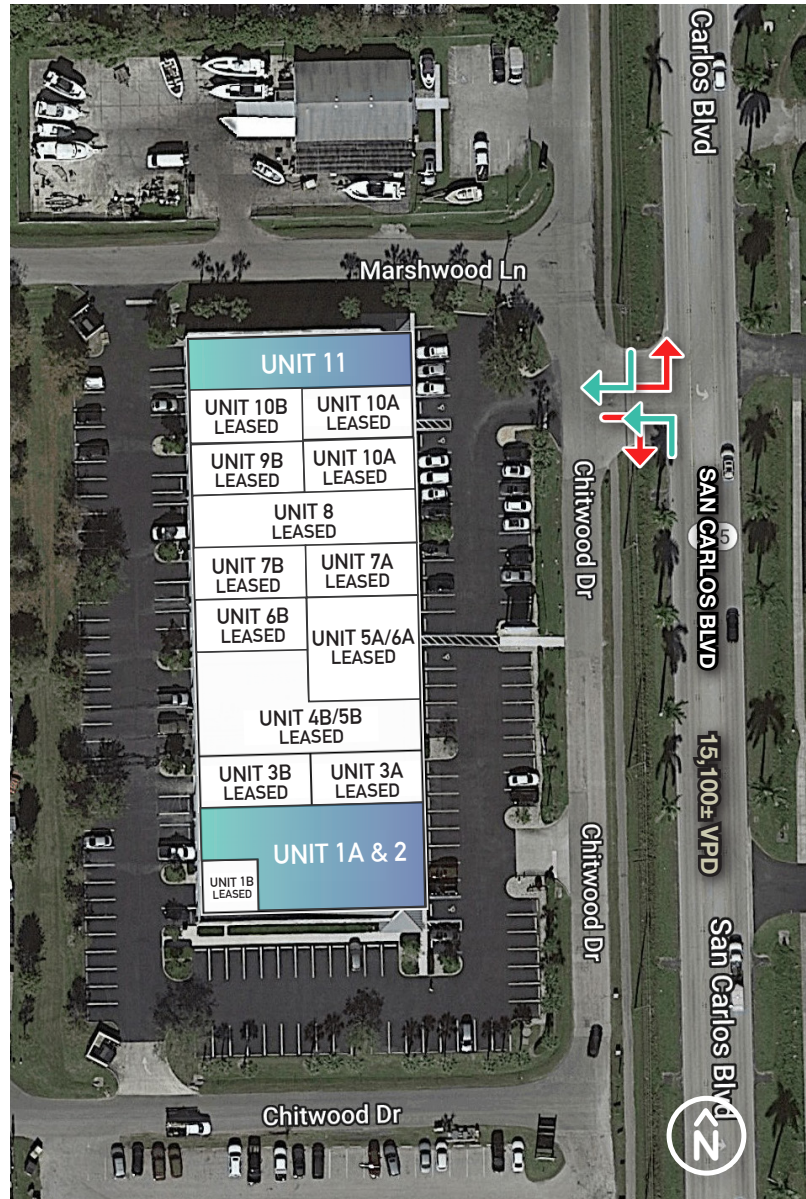 Carlos Blvd
Marshwood Ln
UNIT 11
UNIT 10B
LEASED
UNIT 10A
LEASED
UNIT 9B
LEASED
UNIT 10A
LEASED
UNIT 8
LEASED
UNIT 7B
LEASED
UNIT 7A
LEASED
UNIT 6B
LEASED
UNIT 5A/6A
LEASED
UNIT 4B/5B
LEASED
UNIT 3B
LEASED
UNIT 3A
LEASED
UNIT 1A & 2
UNIT 1B
LEASED
Chitwood Dr
SAN CARLOS BLVD
5
15,100± VPD
Chitwood Dr
San Carlos Blvd
Chitwood Dr
N